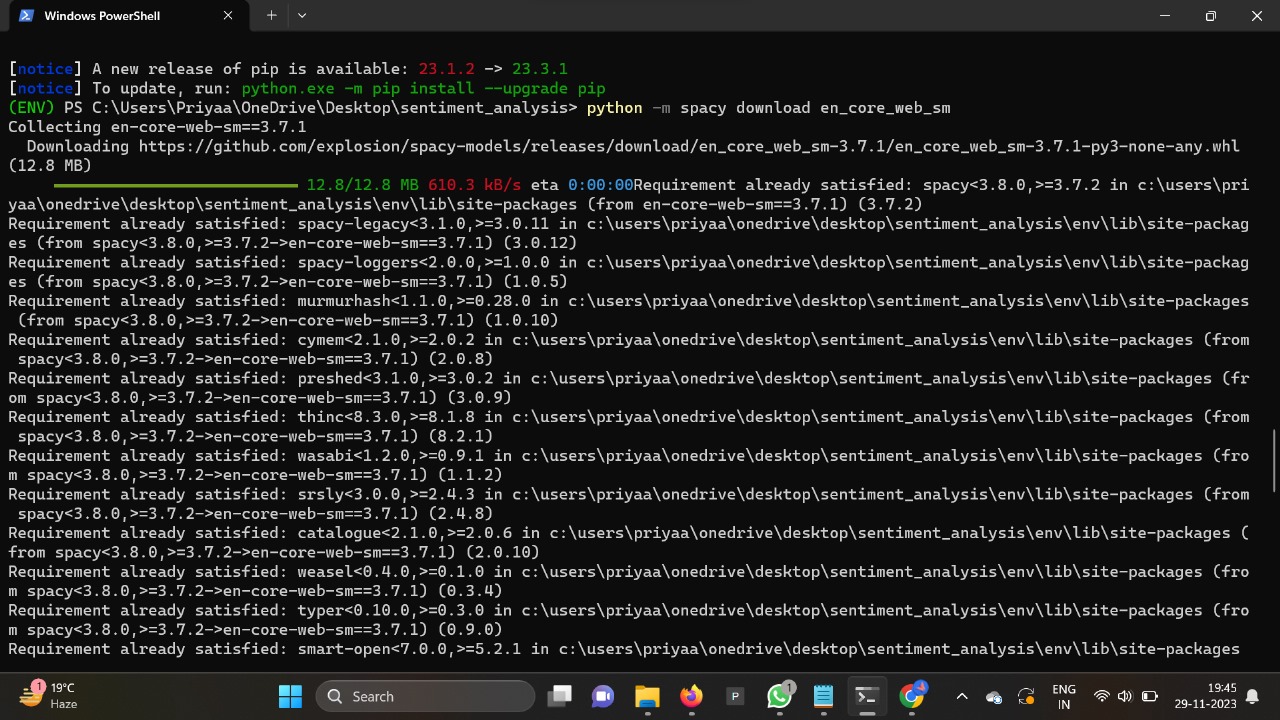 Windows PowerShell
[notice] A new release of pip is available: 23.1.2 -> 23.3.1
[notice] To update, run: python.exe -m pip install --upgrade pip
(ENV) PS C:\Users\Priyaa\OneDrive\Desktop\sentiment_analysis> python -m spacy download en_core_web_sm
Collecting en-core-web-sm==3.7.1
  Downloading https://github.com/explosion/spacy-models/releases/download/en_core_web_sm-3.7.1/en_core_web_sm-3.7.1-py3-none-any.whl
(12.8 MB)
12.8/12.8 MB 610.3 kB/s eta 0:00:00Requirement already satisfied: spacy<3.8.0,>=3.7.2 in c:\users\pri
yaa\onedrive\desktop\sentiment_analysis\env\lib\site-packages (from en-core-web-sm==3.7.1) (3.7.2)
Requirement already satisfied: spacy-legacy<3.1.0,>=3.0.11 in c:\users\priyaa\onedrive\desktop\sentiment_analysis\env\lib\site-packag
es (from spacy<3.8.0,>=3.7.2->en-core-web-sm==3.7.1) (3.0.12)
Requirement already satisfied: spacy-loggers<2.0.0,>=1.0.0 in c:\users\priyaa\onedrive\desktop\sentiment_analysis\env\lib\site-packag
es (from spacy<3.8.0,>=3.7.2->en-core-web-sm==3.7.1) (1.0.5)
Requirement already satisfied: murmurhash<1.1.0,>=0.28.0 in c:\users\priyaa\onedrive\desktop\sentiment_analysis\env\lib\site-packages
 (from spacy<3.8.0,>=3.7.2->en-core-web-sm==3.7.1) (1.0.10)
Requirement already satisfied: cymem<2.1.0,>=2.0.2 in c:\users\priyaa\onedrive\desktop\sentiment_analysis\env\lib\site-packages (from
 spacy<3.8.0,>=3.7.2->en-core-web-sm==3.7.1) (2.0.8)
Requirement already satisfied: preshed<3.1.0,>=3.0.2 in c:\users\priyaa\onedrive\desktop\sentiment_analysis\env\lib\site-packages (fr
om spacy<3.8.0,>=3.7.2->en-core-web-sm==3.7.1) (3.0.9)
Requirement already satisfied: thinc<8.3.0,>=8.1.8 in c:\users\priyaa\onedrive\desktop\sentiment_analysis\env\lib\site-packages (from
 spacy<3.8.0,>=3.7.2->en-core-web-sm==3.7.1) (8.2.1)
Requirement already satisfied: wasabi<1.2.0,>=0.9.1 in c:\users\priyaa\onedrive\desktop\sentiment_analysis\env\lib\site-packages (fro
m spacy<3.8.0,>=3.7.2->en-core-web-sm==3.7.1) (1.1.2)
Requirement already satisfied: srsly<3.0.0,>=2.4.3 in c:\users\priyaa\onedrive\desktop\sentiment_analysis\env\lib\site-packages (from
 spacy<3.8.0,>=3.7.2->en-core-web-sm==3.7.1) (2.4.8)
Requirement already satisfied: catalogue<2.1.0,>=2.0.6 in c:\users\priyaa\onedrive\desktop\sentiment_analysis\env\lib\site-packages (
from spacy<3.8.0,>=3.7.2->en-core-web-sm==3.7.1) (2.0.10)
Requirement already satisfied: weasel<0.4.0,>=0.1.0 in c:\users\priyaa\onedrive\desktop\sentiment_analysis\env\lib\site-packages (fro
m spacy<3.8.0,>=3.7.2->en-core-web-sm==3.7.1) (0.3.4)
Requirement already satisfied: typer<0.10.0,>=0.3.0 in c:\users\priyaa\onedrive\desktop\sentiment_analysis\env\lib\site-packages (fro
m spacy<3.8.0,>=3.7.2->en-core-web-sm==3.7.1) (0.9.0)
Requirement already satisfied: smart-open<7.0.0,>=5.2.1 in c:\users\priyaa\onedrive\desktop\sentiment_analysis\env\lib\site-packages
1
19°C
Haze
Search
P
1
ENG
IN
19:45
29-11-2023